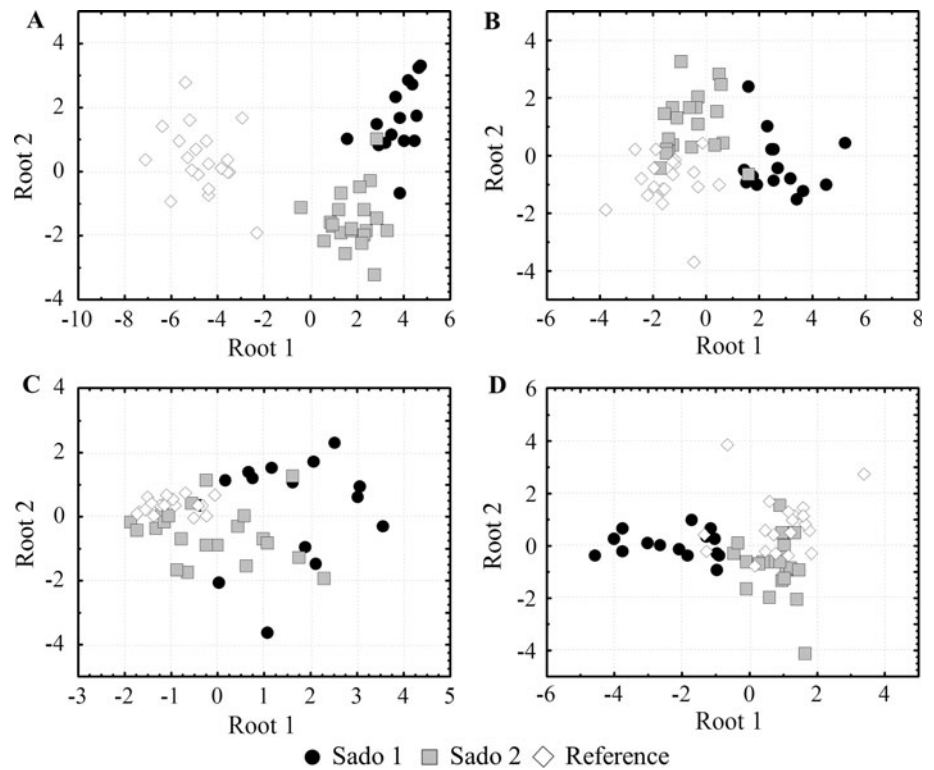 A
B
4
2
0
-2
-4
Root 2
-10 -8 -6 -4 -2 0 2 4 6
Root 1
4
2
0
-2
-4
Root 2
-6 -4 -2 0 2 4 6 8
Root 1
C
D
4
2
0
-2
-4
Root 2
-3 -2 -1 0 1 2 3 4 5
Root 1
6
4
2
0
-2
-4
Root 2
-6 -4 -2 0 2 4
Root 1
Sado 1 Sado 2 Reference